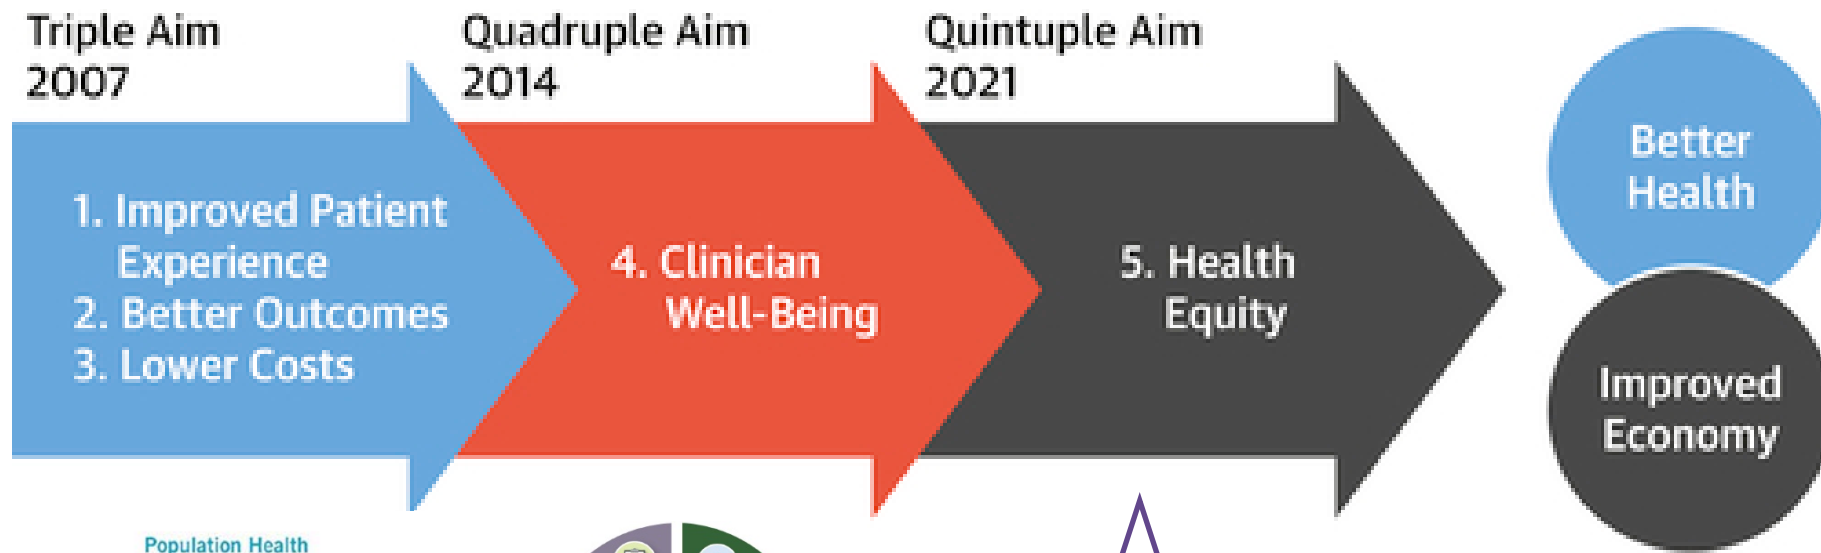 Triple Aim
2007
Quadruple Aim
2014
Quintuple Aim
2021
1. Improved Patient
Experience
2. Better Outcomes
3. Lower Costs
4. Clinician
Well-Being
5. Health
Equity
Better
Health
Improved
Economy
Population Health